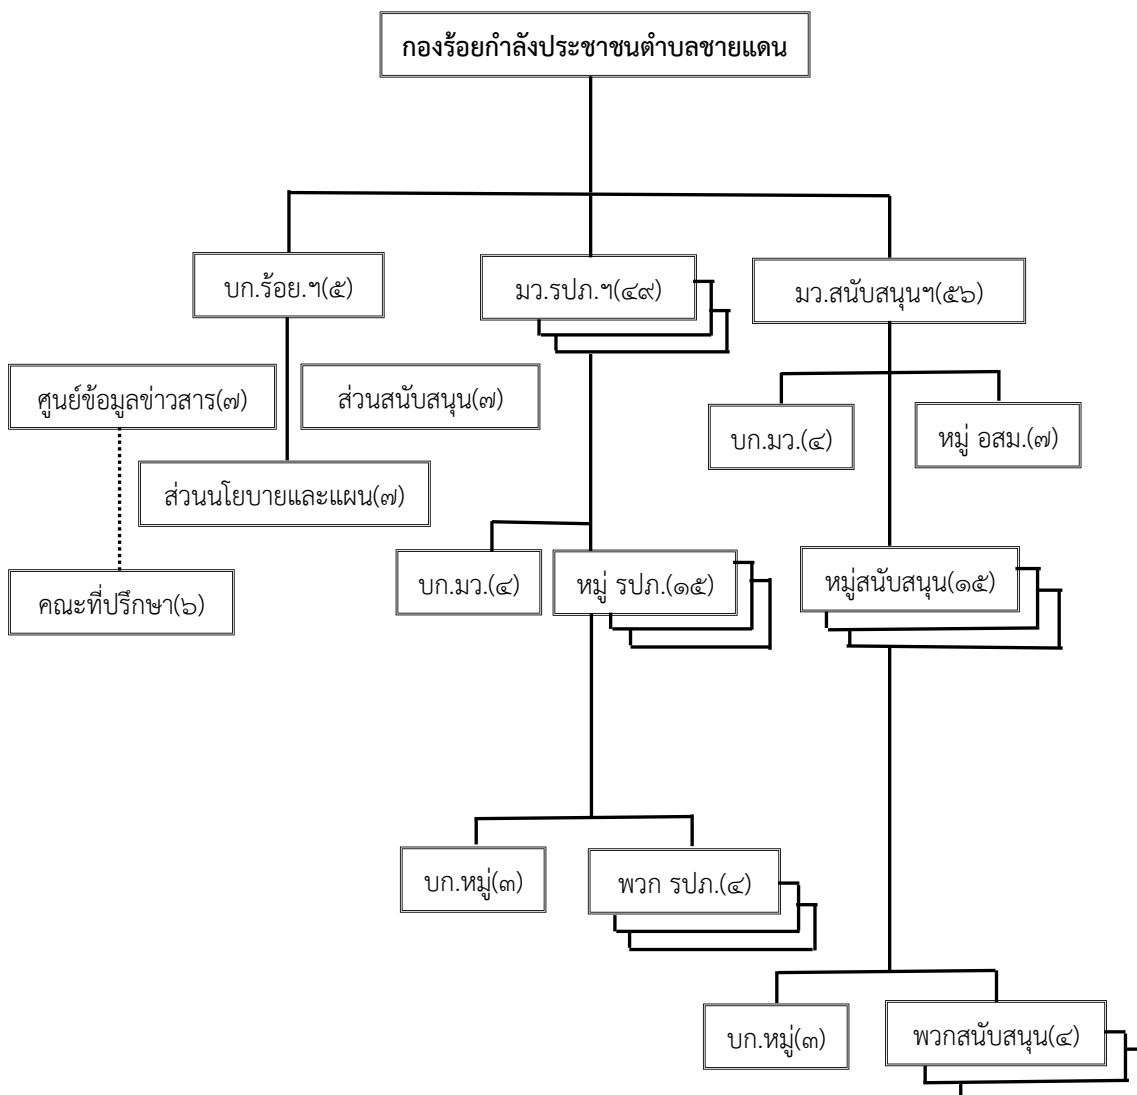 กองร้อยกำลังประชาชนตำบลชายแดน
บก.ร้อย.ฯ(๕)
มว.รปภ.ฯ(๔๙)
มว.สนับสนุนฯ(๕๖)
ศูนย์ข้อมูลข่าวสาร(๗)
ส่วนสนับสนุน(๗)
บก.มว.(๔)
หมู่ อสม.(๗)
ส่วนนโยบายและแผน(๗)
บก.มว.(๔)
หมู่ รปภ.(๑๕)
หมู่สนับสนุน(๑๕)
คณะที่ปรึกษา(๖)
บก.หมู่(๓)
พวก รปภ.(๔)
บก.หมู่(๓)
พวกสนับสนุน(๔)